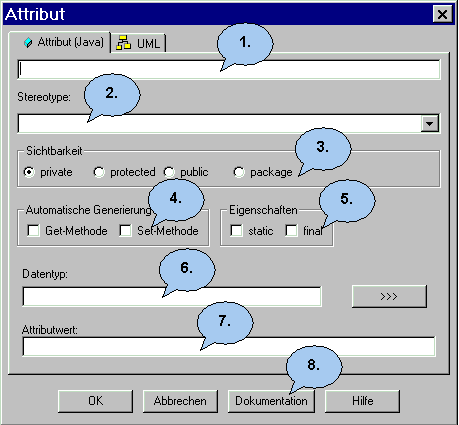 Attribut
Attribut (Java) UML
1.
Stereotype:
2.
Sichtbarkeit
3.
private protected public package
4.
5.
Automatische Generierung Eigenschaften
Get-Methode Set-Methode static final
6.
Datentyp:
>>>
7.
Attributwert:
8.
OK Abbrechen Dokumentation Hilfe